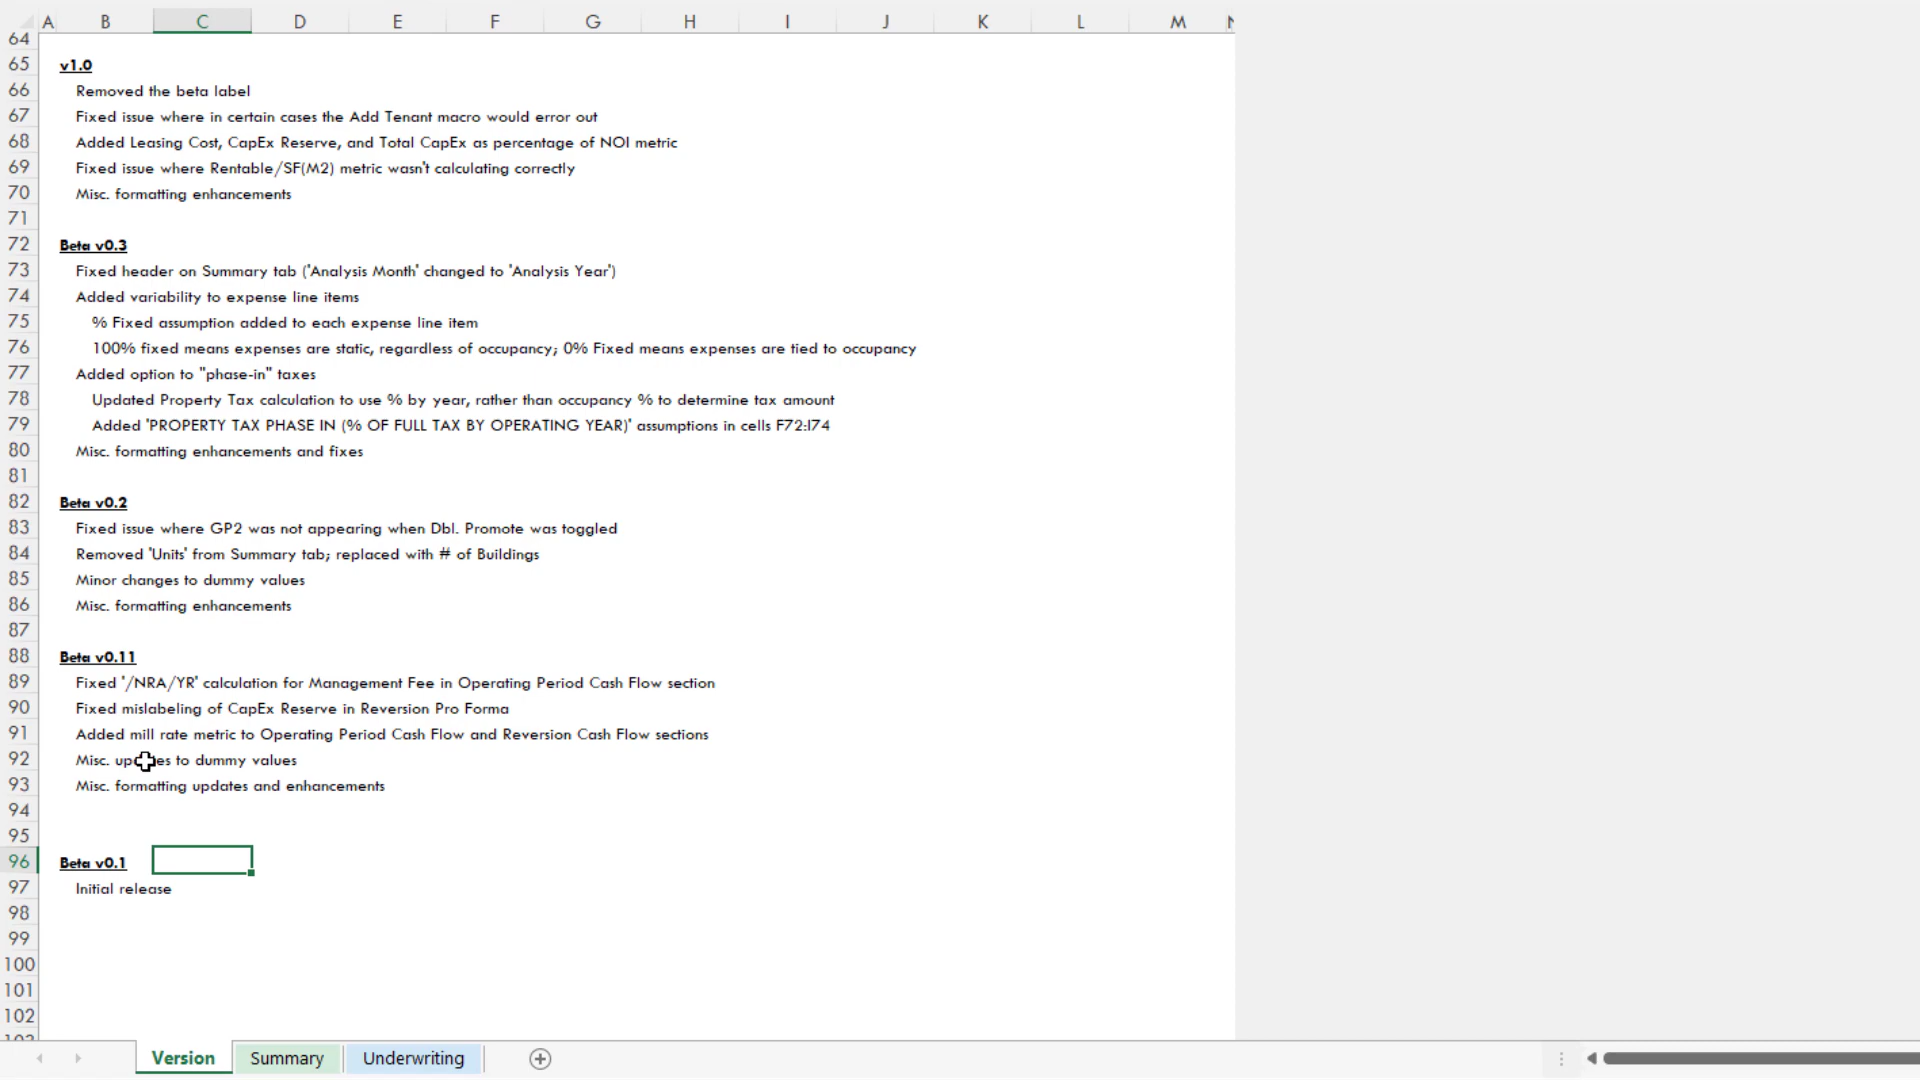 A B C D E F G H I J K L M N
64
65 v1.0
66 Removed the beta label
67 Fixed issue where in certain cases the Add Tenant macro would error out
68 Added Leasing Cost, CapEx Reserve, and Total CapEx as percentage of NOI metric
69 Fixed issue where Rentable/SF(M2) metric wasn't calculating correctly
70 Misc. formatting enhancements
71
72 Beta v0.3
73 Fixed header on Summary tab ('Analysis Month' changed to 'Analysis Year')
74 Added variability to expense line items
75 % Fixed assumption added to each expense line item
76 100% fixed means expenses are static, regardless of occupancy; 0% Fixed means expenses are tied to occupancy
77 Added option to "phase-in" taxes
78 Updated Property Tax calculation to use % by year, rather than occupancy % to determine tax amount
79 Added 'PROPERTY TAX PHASE IN (% OF FULL TAX BY OPERATING YEAR)' assumptions in cells F72:I74
80 Misc. formatting enhancements and fixes
81
82 Beta v0.2
83 Fixed issue where GP2 was not appearing when Dbl. Promote was toggled
84 Removed 'Units' from Summary tab; replaced with # of Buildings
85 Minor changes to dummy values
86 Misc. formatting enhancements
87
88 Beta v0.11
89 Fixed '/NRA/YR' calculation for Management Fee in Operating Period Cash Flow section
90 Fixed mislabeling of CapEx Reserve in Reversion Pro Forma
91 Added mill rate metric to Operating Period Cash Flow and Reversion Cash Flow sections
92 Misc. updates to dummy values
93 Misc. formatting updates and enhancements
94
95
96 Beta v0.1
97 Initial release
98
99
100
101
102
Version Summary Underwriting